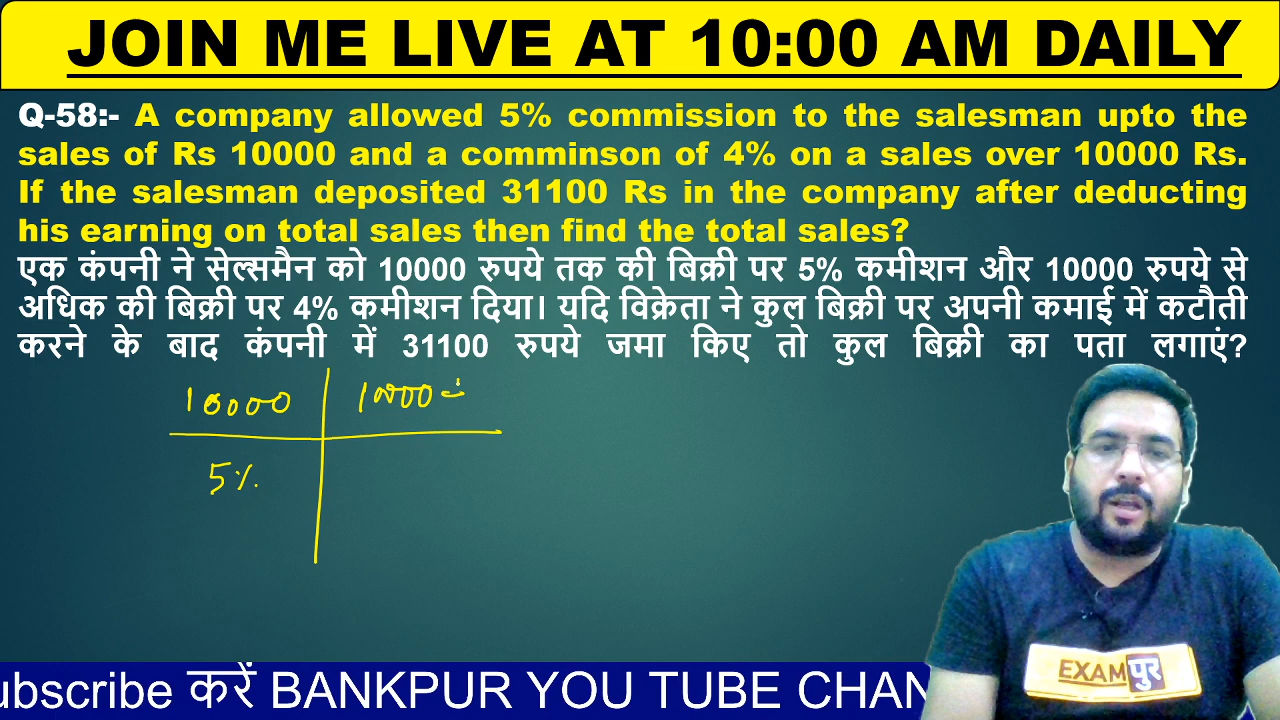 JOIN ME LIVE AT 10:00 AM DAILY
Q-58:- A company allowed 5% commission to the salesman upto the
sales of Rs 10000 and a comminson of 4% on a sales over 10000 Rs.
If the salesman deposited 31100 Rs in the company after deducting
his earning on total sales then find the total sales?
एक कंपनी ने सेल्समैन को 10000 रुपये तक की बिक्री पर 5% कमीशन और 10000 रुपये से
अधिक की बिक्री पर 4% कमीशन दिया। यदि विक्रेता ने कुल बिक्री पर अपनी कमाई में कटौती
करने के बाद कंपनी में 31100 रुपये जमा किए तो कुल बिक्री का पता लगाएं?
10000 10000
5%
EXAMपुर
ubscribe करें BANKPUR YOU TUBE CHAN